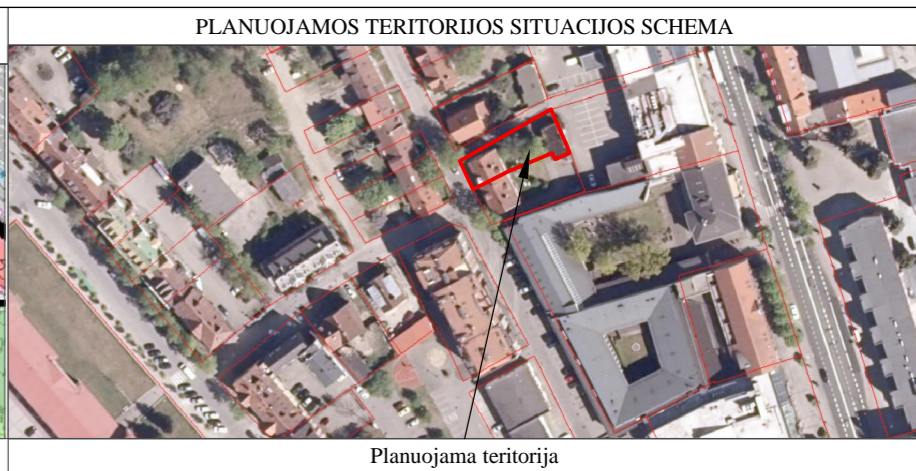 PLANUOJAMOS TERITORIJOS SITUACIJOS SCHEMA
Planuojama teritorija